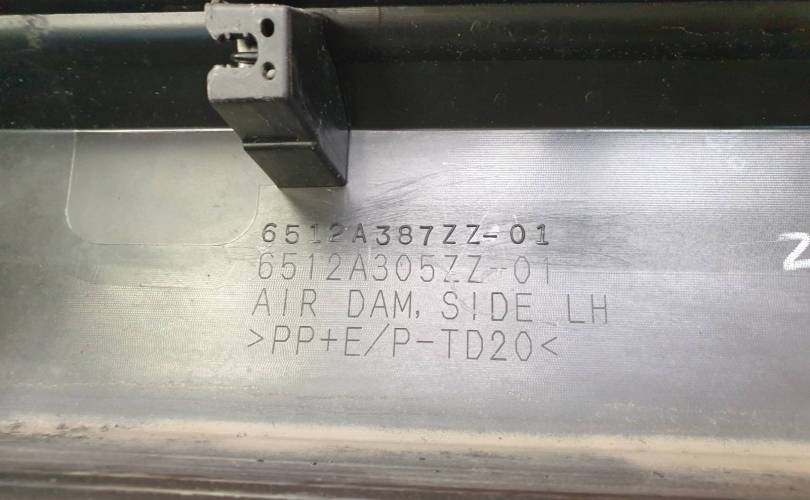 6512A387ZZ-01
6512A305ZZ-01
AIR DAM, SIDE LH
>PP+E/P-TD20<